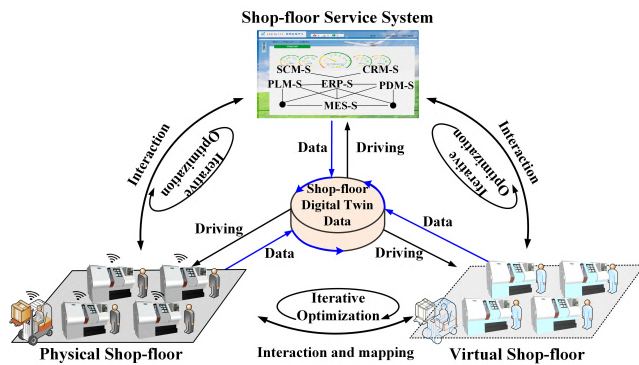 Shop-floor Service System
SCM-S
CRM-S
PLM-S
ERP-S
PDM-S
MES-S
Interaction
Iterative
Optimization
Interaction
Iterative
Optimization
Data
Driving
Shop-floor
Digital Twin
Data
Driving
Data
Data
Driving
Iterative
Optimization
Physical Shop-floor
Interaction and mapping
Virtual Shop-floor